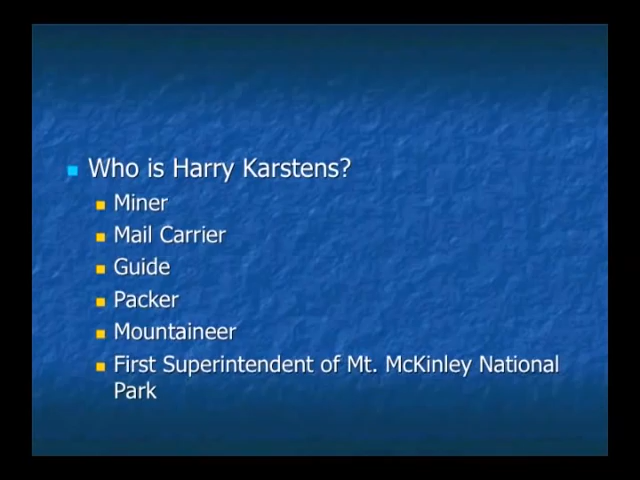 Who is Harry Karstens?
Miner
Mail Carrier
Guide
Packer
Mountaineer
First Superintendent of Mt. McKinley National
Park